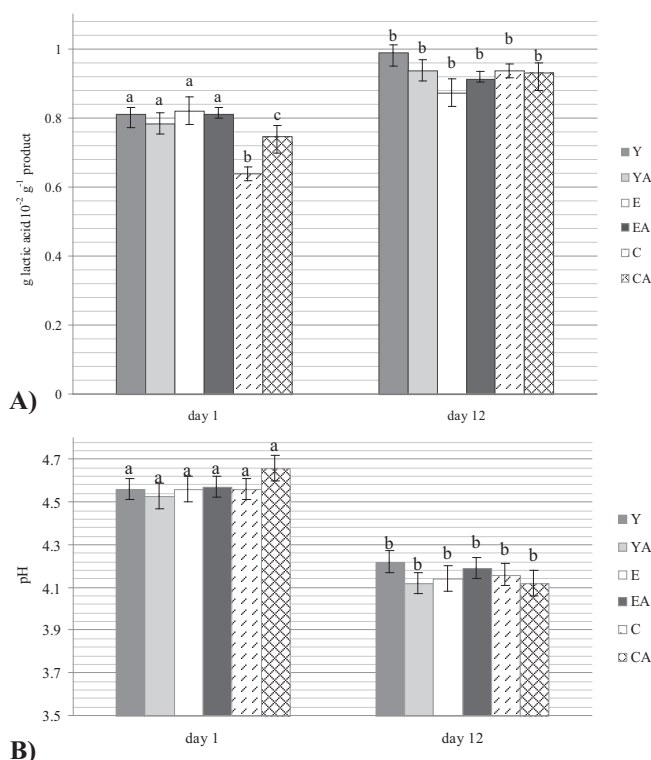 a a a a b c b b b b b b
1
0.8
0.6
0.4
0.2
0
g lactic acid 10⁻² g⁻¹ product
day 1 day 12
Y
YA
E
EA
C
CA
A)
a a a a a a b b b b b b
4.7
4.5
4.3
4.1
3.9
3.7
3.5
pH
day 1 day 12
Y
YA
E
EA
C
CA
B)